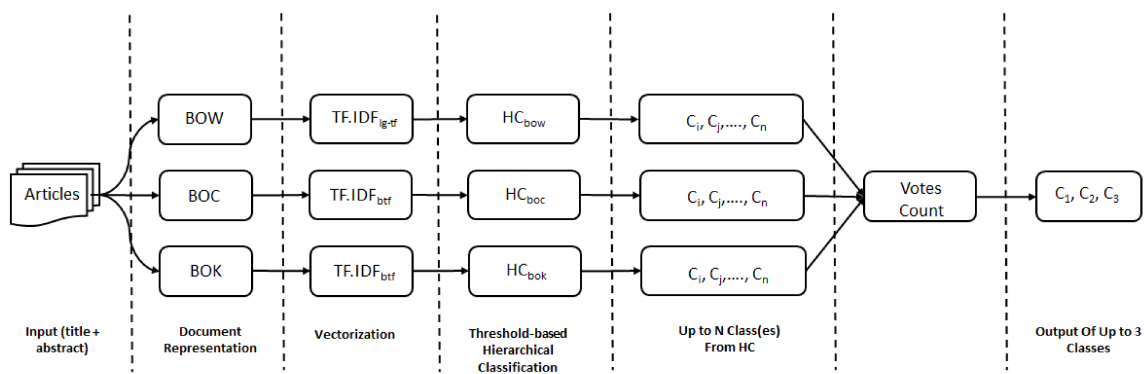 Articles
BOW
BOC
BOK
TF.IDFlg-tf
TF.IDFbtf
TF.IDFbtf
HCbow
HCboc
HCbok
Ci, Cj,...., Cn
Ci, Cj,...., Cn
Ci, Cj,...., Cn
Votes
Count
C1, C2, C3
Input (title+
abstract)
Document
Representation
Vectorization
Threshold-based
Hierarchical
Classification
Up to N Class(es)
From HC
Output Of Up to 3
Classes